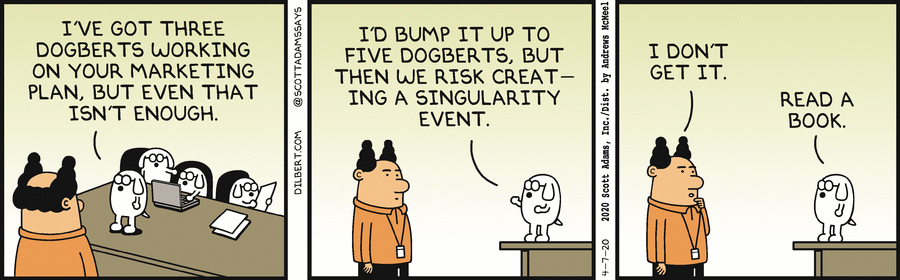 I'VE GOT THREE
DOGBERTS WORKING
ON YOUR MARKETING
PLAN, BUT EVEN THAT
ISN'T ENOUGH.
DILBERT.COM @SCOTTADAMSSAYS
I'D BUMP IT UP TO
FIVE DOGBERTS, BUT
THEN WE RISK CREAT–
ING A SINGULARITY
EVENT.
4-7-20 2020 Scott Adams, Inc./Dist. by Andrews McMeel
I DON'T
GET IT.
READ A
BOOK.